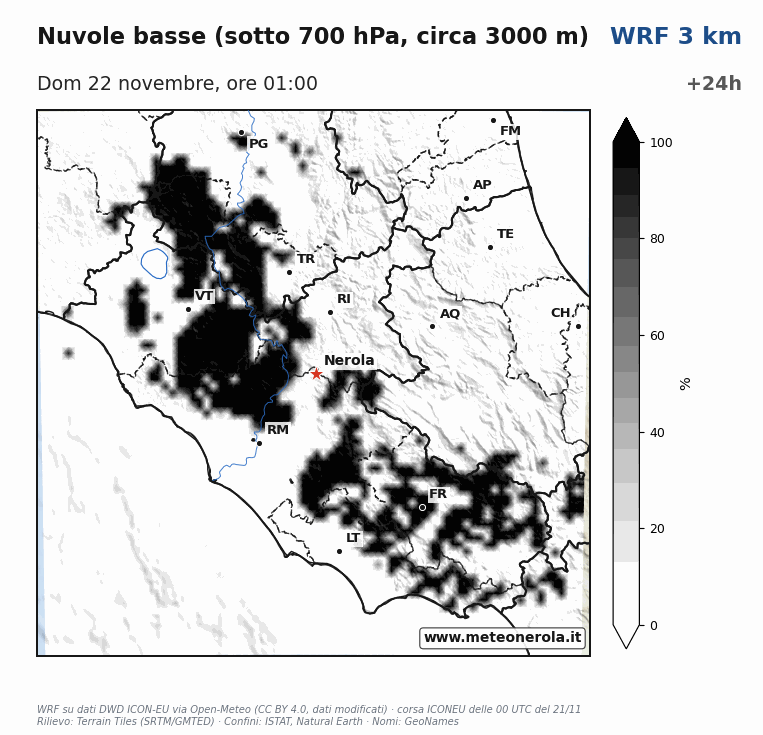 Nuvole basse (sotto 700 hPa, circa 3000 m) WRF 3 km
Dom 22 novembre, ore 01:00 +24h
FM
PG
AP
TE
TR
VT
RI
AQ
CH
Nerola
RM
FR
LT
100
80
60
40
20
0
%
www.meteonerola.it
WRF su dati DWD ICON-EU via Open-Meteo (CC BY 4.0, dati modificati) · corsa ICONEU delle 00 UTC del 21/11
Rilievo: Terrain Tiles (SRTM/GMTED) · Confini: ISTAT, Natural Earth · Nomi: GeoNames